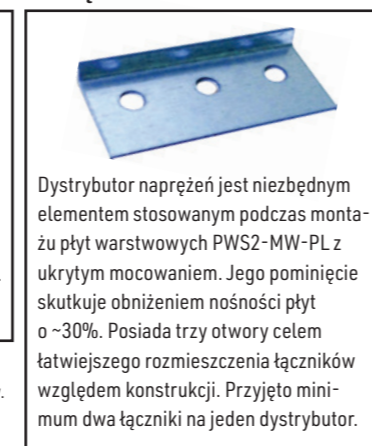 Dystrybutor naprężeń jest niezbędnym
elementem stosowanym podczas monta-
żu płyt warstwowych PWS2-MW-PL z
ukrytym mocowaniem. Jego pominięcie
skutkuje obniżeniem nośności płyt
o ~30%. Posiada trzy otwory celem
łatwiejszego rozmieszczenia łączników
względem konstrukcji. Przyjęto mini-
mum dwa łączniki na jeden dystrybutor.